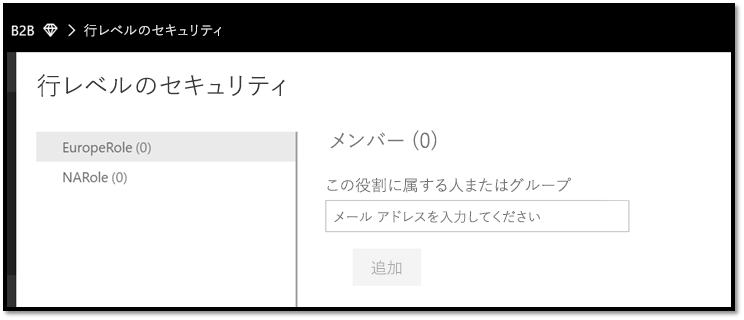 B2B > 行レベルのセキュリティ
行レベルのセキュリティ
EuropeRole (0)
NARole (0)
メンバー (0)
この役割に属する人またはグループ
メール アドレスを入力してください
追加